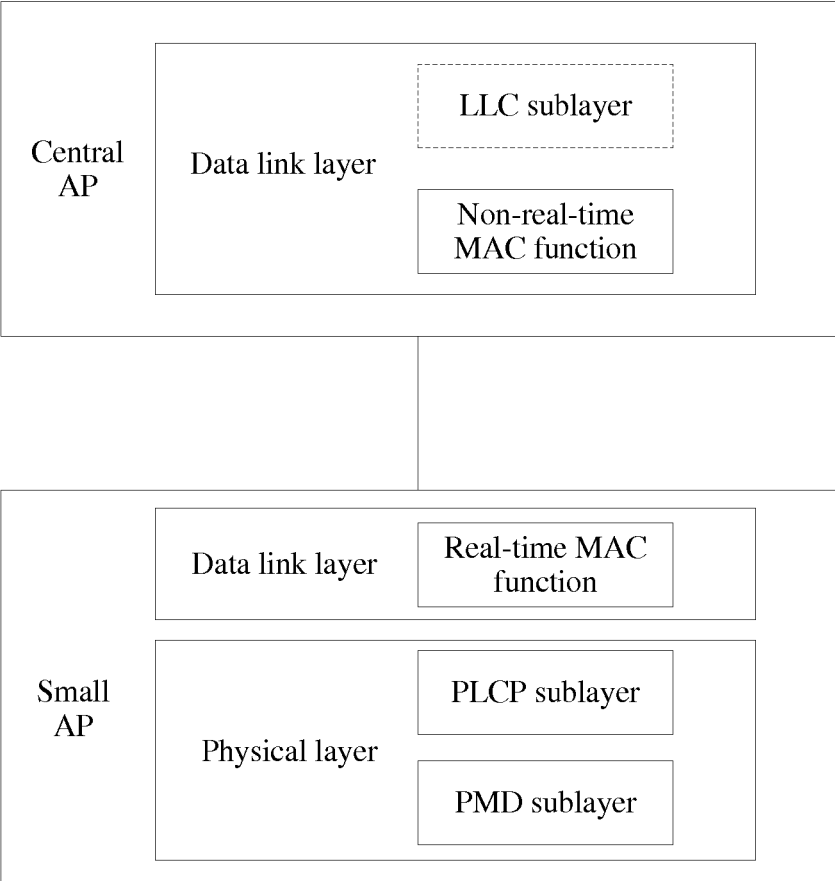 Central
AP
Data link layer
LLC sublayer
Non-real-time
MAC function
Small
AP
Data link layer
Real-time MAC
function
Physical layer
PLCP sublayer
PMD sublayer